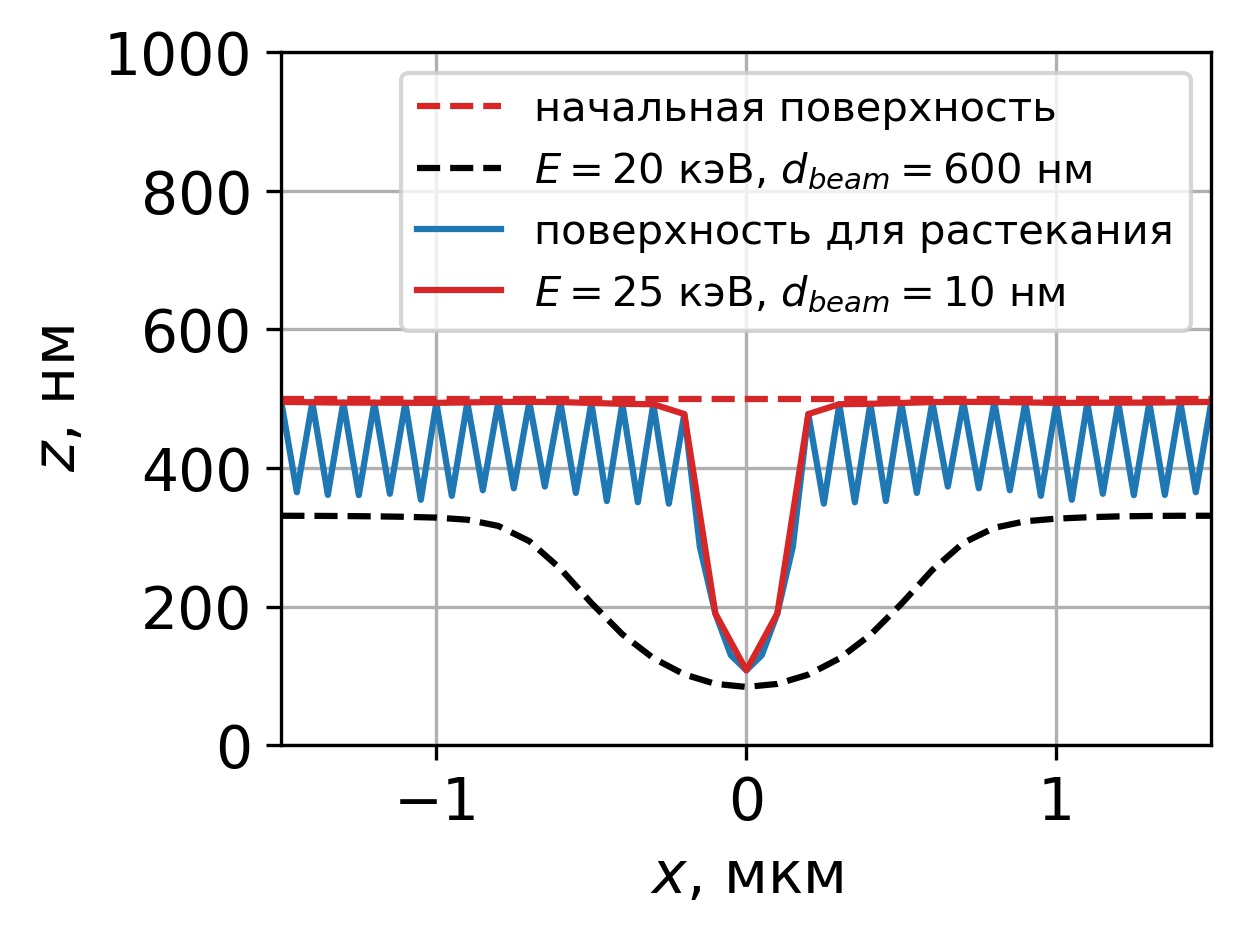 1000
800
600
400
200
0
z, нм
начальная поверхность
E = 20 кэВ, d_beam = 600 нм
поверхность для растекания
E = 25 кэВ, d_beam = 10 нм
−1 0 1
x, мкм